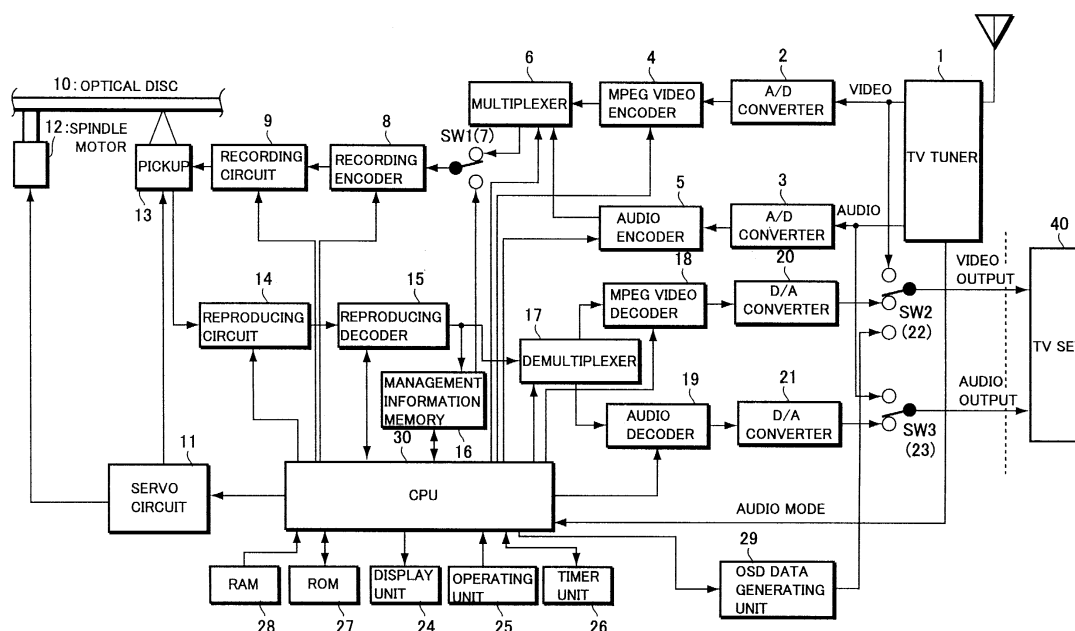 10: OPTICAL DISC
12: SPINDLE
MOTOR
PICKUP
13
9
RECORDING
CIRCUIT
8
RECORDING
ENCODER
SW1(7)
6
MULTIPLEXER
4
MPEG VIDEO
ENCODER
2
A/D
CONVERTER
VIDEO
1
TV TUNER
5
AUDIO
ENCODER
3
A/D
CONVERTER
AUDIO
14
REPRODUCING
CIRCUIT
15
REPRODUCING
DECODER
17
DEMULTIPLEXER
18
MPEG VIDEO
DECODER
20
D/A
CONVERTER
SW2
(22)
VIDEO
OUTPUT
40
TV SE
MANAGEMENT
INFORMATION
MEMORY
16
19
AUDIO
DECODER
21
D/A
CONVERTER
SW3
(23)
AUDIO
OUTPUT
11
SERVO
CIRCUIT
30
CPU
AUDIO MODE
RAM
28
ROM
27
DISPLAY
UNIT
24
OPERATING
UNIT
25
TIMER
UNIT
26
29
OSD DATA
GENERATING
UNIT